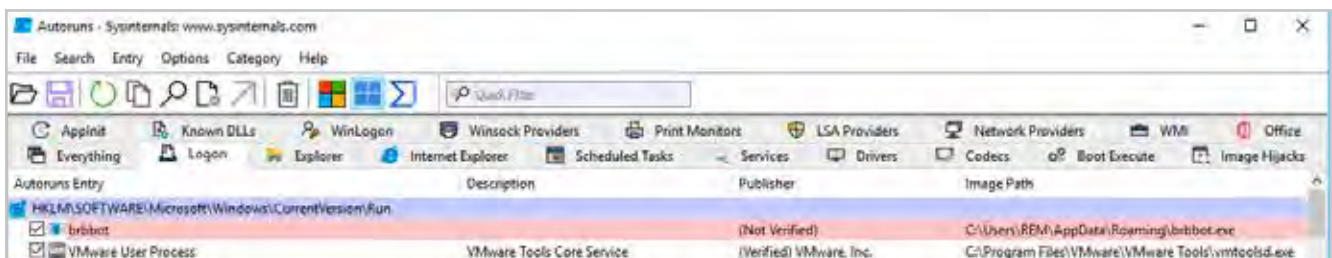 Autoruns - Sysinternals: www.sysinternals.com
File Search Entry Options Category Help
Quick Filter
AppInit Known DLLs WinLogon Winsock Providers Print Monitors LSA Providers Network Providers WMI Office
Everything Logon Explorer Internet Explorer Scheduled Tasks Services Drivers Codecs Boot Execute Image Hijacks
Autoruns Entry Description Publisher Image Path
HKLM\SOFTWARE\Microsoft\Windows\CurrentVersion\Run
brbbot (Not Verified) C:\Users\REM\AppData\Roaming\brbbot.exe
VMware User Process VMware Tools Core Service (Verified) VMware, Inc. C:\Program Files\VMware\VMware Tools\vmtoolsd.exe